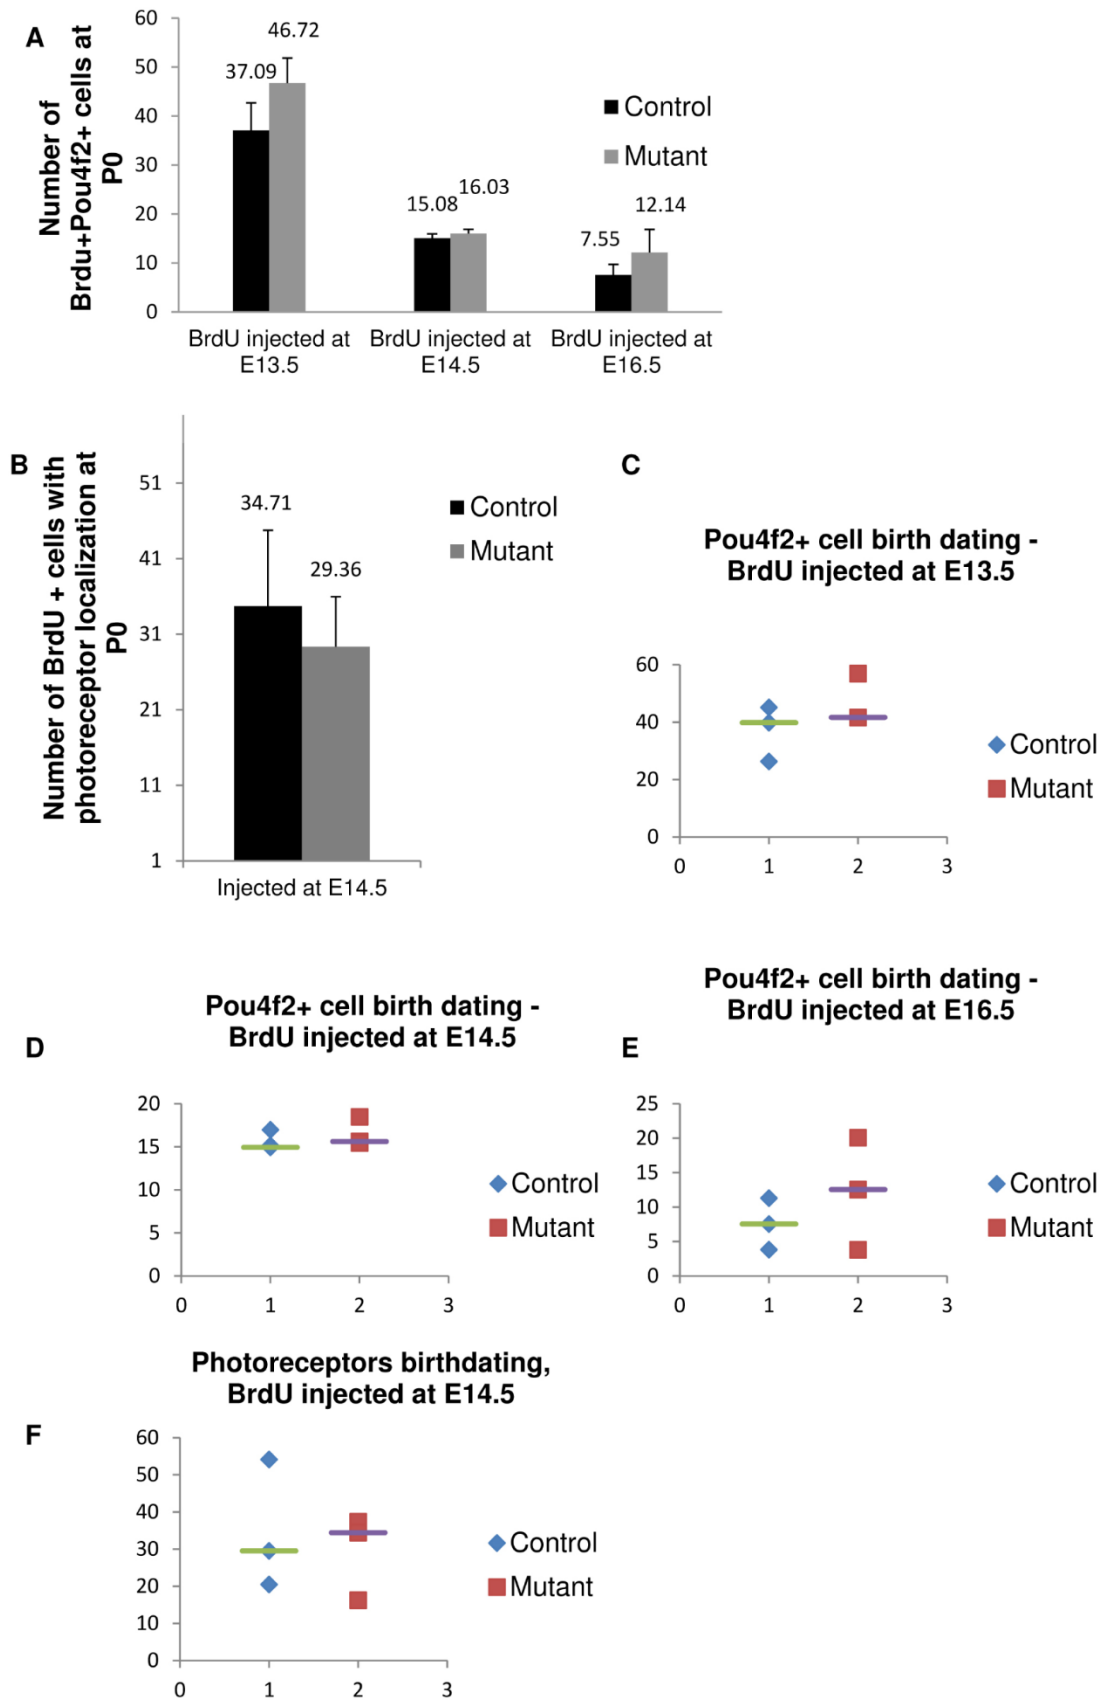 A
Number of
Brdu+Pou4f2+ cells at
P0
60
50
40
30
20
10
0
37.09
46.72
15.08
16.03
7.55
12.14
Control
Mutant
BrdU injected at
E13.5
BrdU injected at
E14.5
BrdU injected at
E16.5
B
Number of BrdU + cells with
photoreceptor localization at
P0
51
41
31
21
11
1
34.71
29.36
Control
Mutant
Injected at E14.5
C
Pou4f2+ cell birth dating -
BrdU injected at E13.5
60
40
20
0
0 1 2 3
Control
Mutant
D
Pou4f2+ cell birth dating -
BrdU injected at E14.5
20
15
10
5
0
0 1 2 3
Control
Mutant
E
Pou4f2+ cell birth dating -
BrdU injected at E16.5
25
20
15
10
5
0
0 1 2 3
Control
Mutant
F
Photoreceptors birthdating,
BrdU injected at E14.5
60
50
40
30
20
10
0
0 1 2 3
Control
Mutant